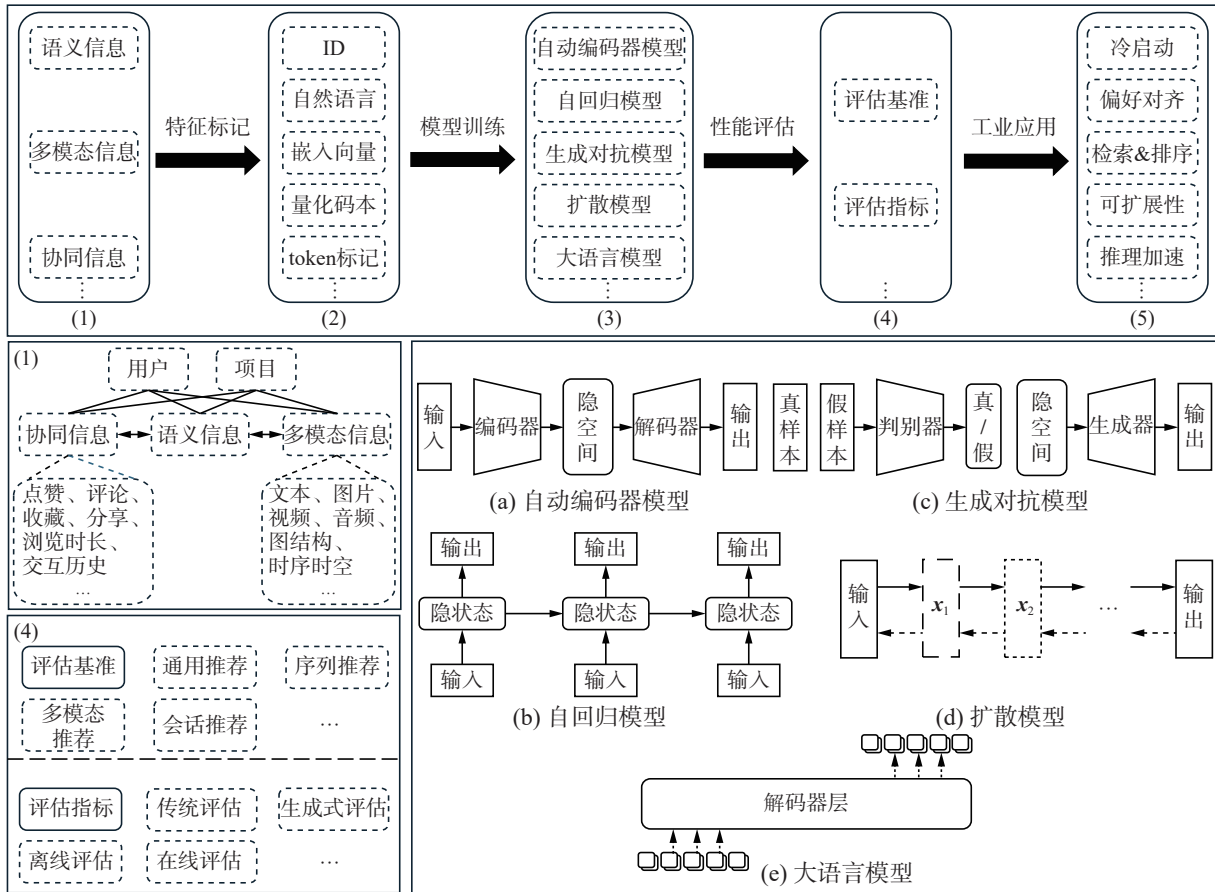 语义信息
多模态信息
协同信息
⋮
(1)
特征标记
ID
自然语言
嵌入向量
量化码本
token标记
⋮
(2)
模型训练
自动编码器模型
自回归模型
生成对抗模型
扩散模型
大语言模型
⋮
(3)
性能评估
评估基准
评估指标
⋮
(4)
工业应用
冷启动
偏好对齐
检索&排序
可扩展性
推理加速
⋮
(5)
(1)
用户
项目
协同信息
语义信息
多模态信息
点赞、评论、
收藏、分享、
浏览时长、
交互历史
…
文本、图片、
视频、音频、
图结构、
时序时空
…
(4)
评估基准
通用推荐
序列推荐
多模态
推荐
会话推荐
…
评估指标
传统评估
生成式评估
离线评估
在线评估
…
输入
编码器
隐空间
解码器
输出
(a) 自动编码器模型
真样本
假样本
判别器
真/假
隐空间
生成器
输出
(c) 生成对抗模型
输出
输出
输出
隐状态
隐状态
隐状态
输入
输入
输入
(b) 自回归模型
输入
x1
x2
…
输出
(d) 扩散模型
解码器层
(e) 大语言模型